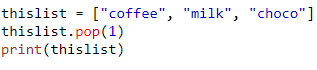 thislist = ["coffee", "milk", "choco"]
thislist.pop(1)
print(thislist)